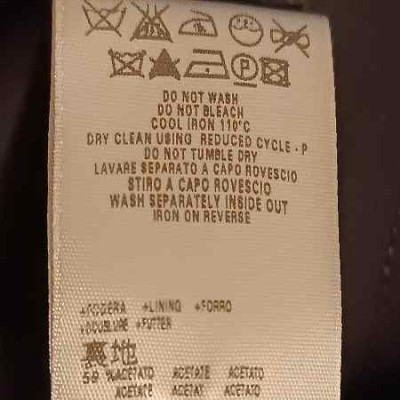 DO NOT WASH
DO NOT BLEACH
COOL IRON 110°C
DRY CLEAN USING REDUCED CYCLE - P
DO NOT TUMBLE DRY
LAVARE SEPARATO A CAPO ROVESCIO
STIRO A CAPO ROVESCIO
WASH SEPARATELY INSIDE OUT
IRON ON REVERSE
+FODERA +LINING +FORRO
+DOUBLURE +FUTTER
裏地
59 %ACETATO ACETATE ACETATO
ACETATE ACETAT ACETATO